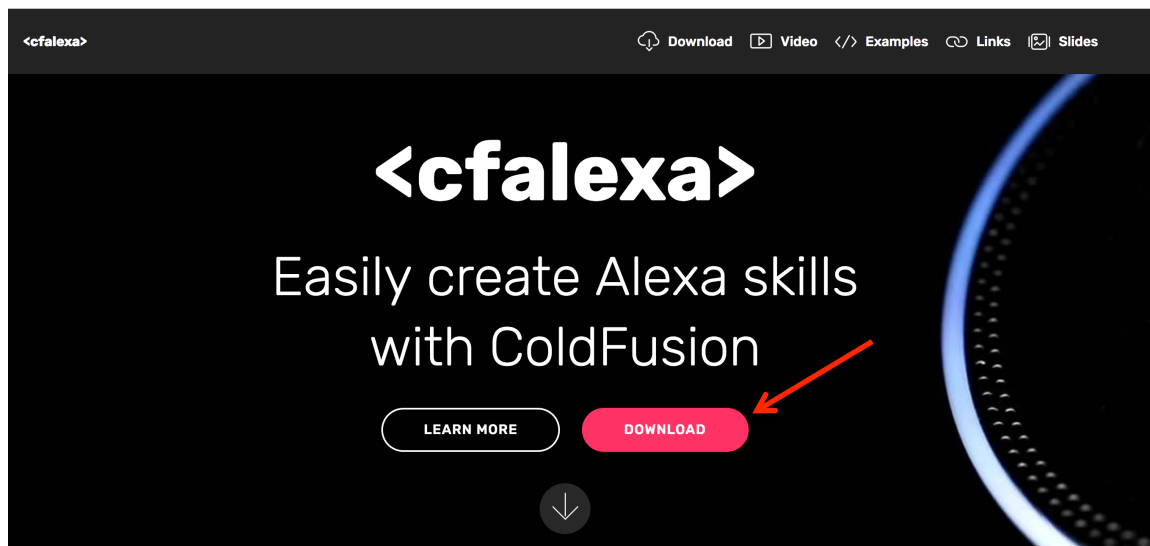 <cfalexa>
Download Video </> Examples Links Slides
<cfalexa>
Easily create Alexa skills
with ColdFusion
LEARN MORE DOWNLOAD